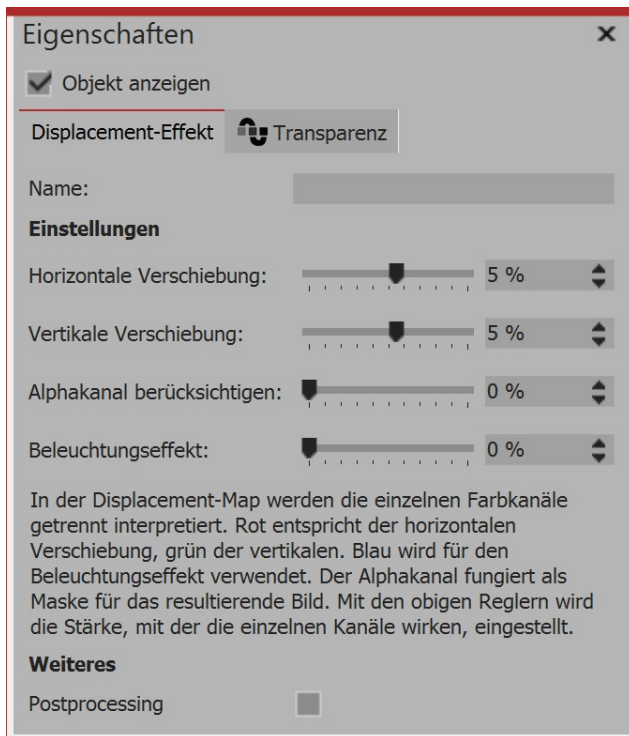 Eigenschaften
Objekt anzeigen
Displacement-Effekt Transparenz
Name:
Einstellungen
Horizontale Verschiebung: 5 %
Vertikale Verschiebung: 5 %
Alphakanal berücksichtigen: 0 %
Beleuchtungseffekt: 0 %
In der Displacement-Map werden die einzelnen Farbkanäle
getrennt interpretiert. Rot entspricht der horizontalen
Verschiebung, grün der vertikalen. Blau wird für den
Beleuchtungseffekt verwendet. Der Alphakanal fungiert als
Maske für das resultierende Bild. Mit den obigen Reglern wird
die Stärke, mit der die einzelnen Kanäle wirken, eingestellt.
Weiteres
Postprocessing